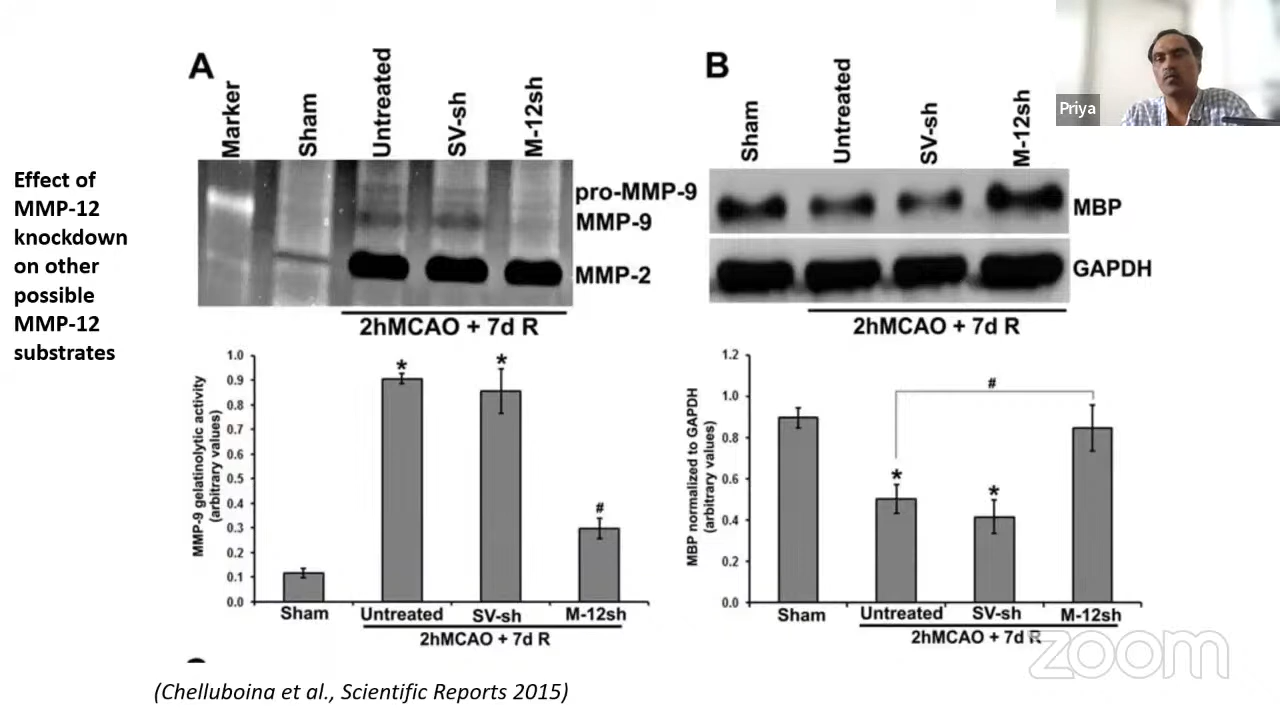 Effect of
MMP-12
knockdown
on other
possible
MMP-12
substrates
A
Marker
Sham
Untreated
SV-sh
M-12sh
pro-MMP-9
MMP-9
MMP-2
2hMCAO + 7d R
MMP-9 gelatinolytic activity
(arbitrary values)
1.0
0.9
0.8
0.7
0.6
0.5
0.4
0.3
0.2
0.1
0.0
*
*
#
Sham
Untreated
SV-sh
M-12sh
2hMCAO + 7d R
B
Sham
Untreated
SV-sh
M-12sh
MBP
GAPDH
2hMCAO + 7d R
MBP normalized to GAPDH
(arbitrary values)
1.2
1.0
0.8
0.6
0.4
0.2
0.0
*
*
#
Sham
Untreated
SV-sh
M-12sh
2hMCAO + 7d R
(Chelluboina et al., Scientific Reports 2015)
Priya
zoom